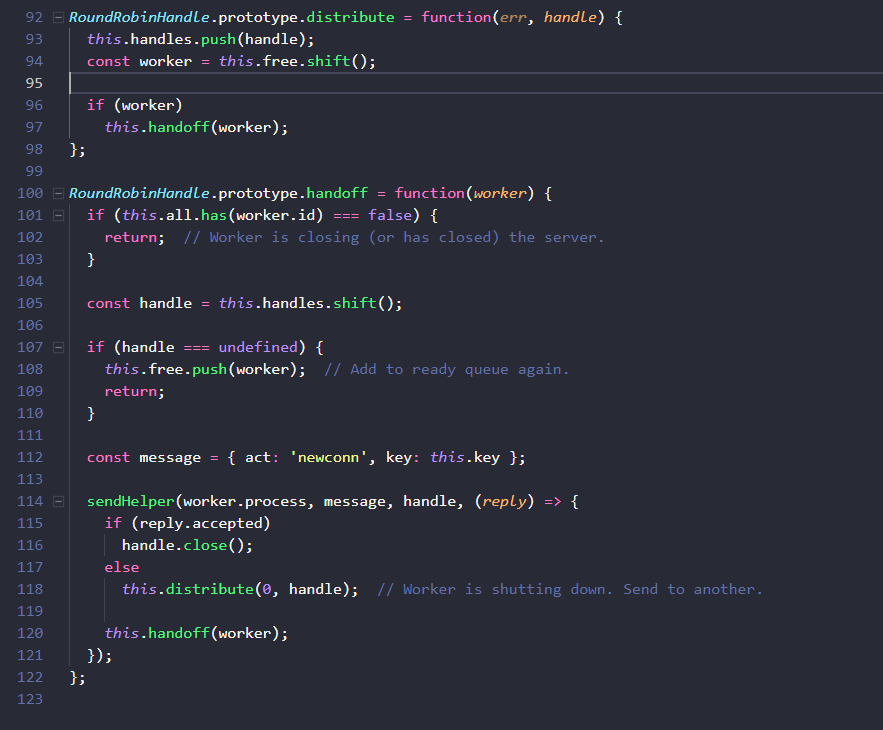 92 RoundRobinHandle.prototype.distribute = function(err, handle) {
93   this.handles.push(handle);
94   const worker = this.free.shift();
95
96   if (worker)
97     this.handoff(worker);
98 };
99
100 RoundRobinHandle.prototype.handoff = function(worker) {
101   if (this.all.has(worker.id) === false) {
102     return;  // Worker is closing (or has closed) the server.
103   }
104
105   const handle = this.handles.shift();
106
107   if (handle === undefined) {
108     this.free.push(worker);  // Add to ready queue again.
109     return;
110   }
111
112   const message = { act: 'newconn', key: this.key };
113
114   sendHelper(worker.process, message, handle, (reply) => {
115     if (reply.accepted)
116       handle.close();
117     else
118       this.distribute(0, handle);  // Worker is shutting down. Send to another.
119
120     this.handoff(worker);
121   });
122 };
123